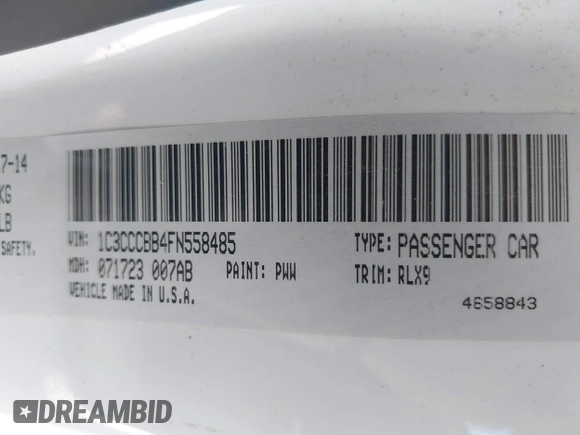 7-14
KG
LB
SAFETY.
VIN: 1C3CCCBB4FN558485
TYPE: PASSENGER CAR
MDH: 071723 007AB
PAINT: PWW
TRIM: RLX9
VEHICLE MADE IN U.S.A.
4658843
DREAMBID